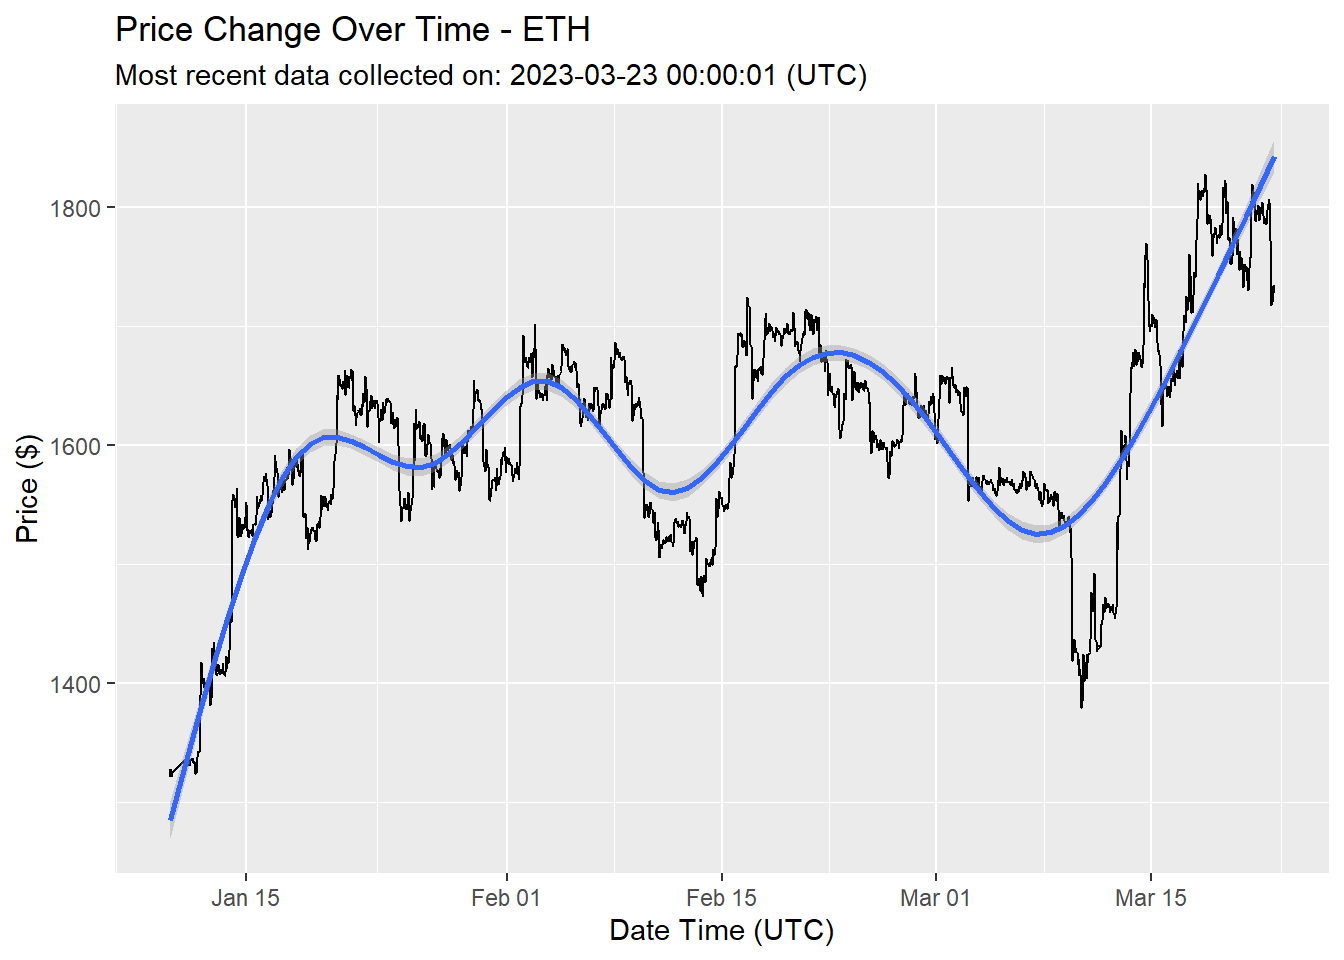 Price Change Over Time - ETH
Most recent data collected on: 2023-03-23 00:00:01 (UTC)
Price ($)
1800
1600
1400
Jan 15
Feb 01
Feb 15
Mar 01
Mar 15
Date Time (UTC)